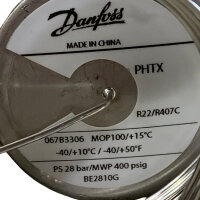 Danfoss
MADE IN CHINA
PHTX
R22/R407C
067B3306 MOP100/+15°C
-40/+10°C / -40/+50°F
PS 28 bar/MWP 400 psig
BE2810G